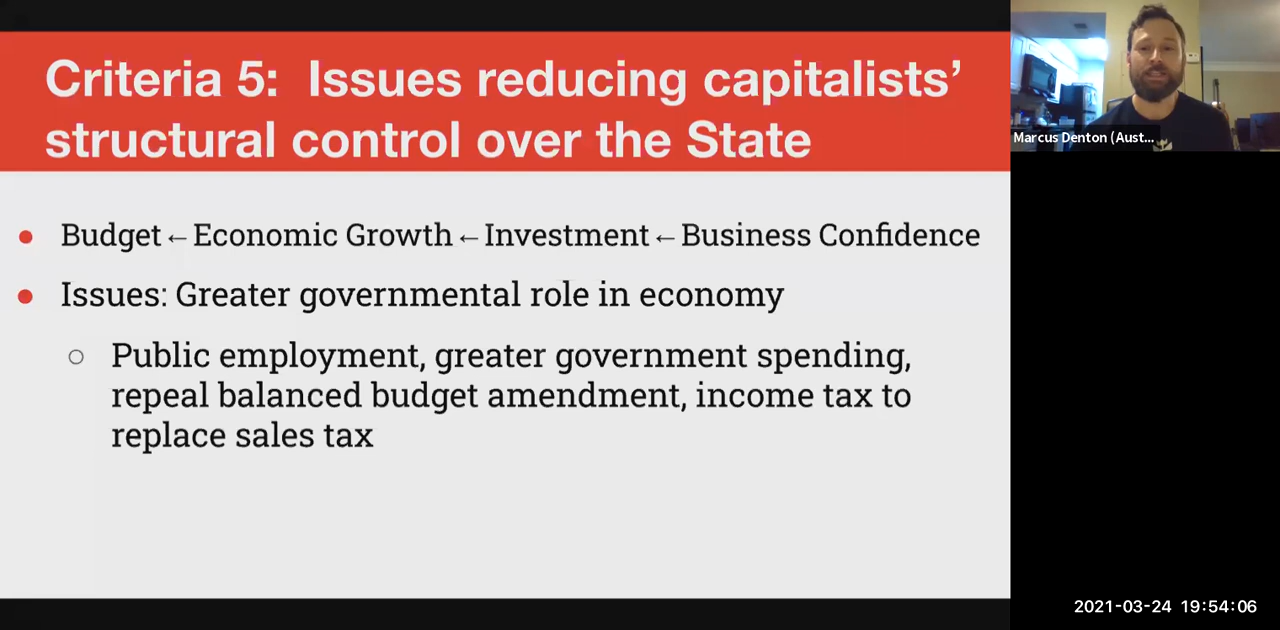 Criteria 5:  Issues reducing capitalists’
structural control over the State
Marcus Denton (Aust...
● Budget←Economic Growth←Investment←Business Confidence
● Issues: Greater governmental role in economy
○ Public employment, greater government spending,
repeal balanced budget amendment, income tax to
replace sales tax
2021-03-24 19:54:06